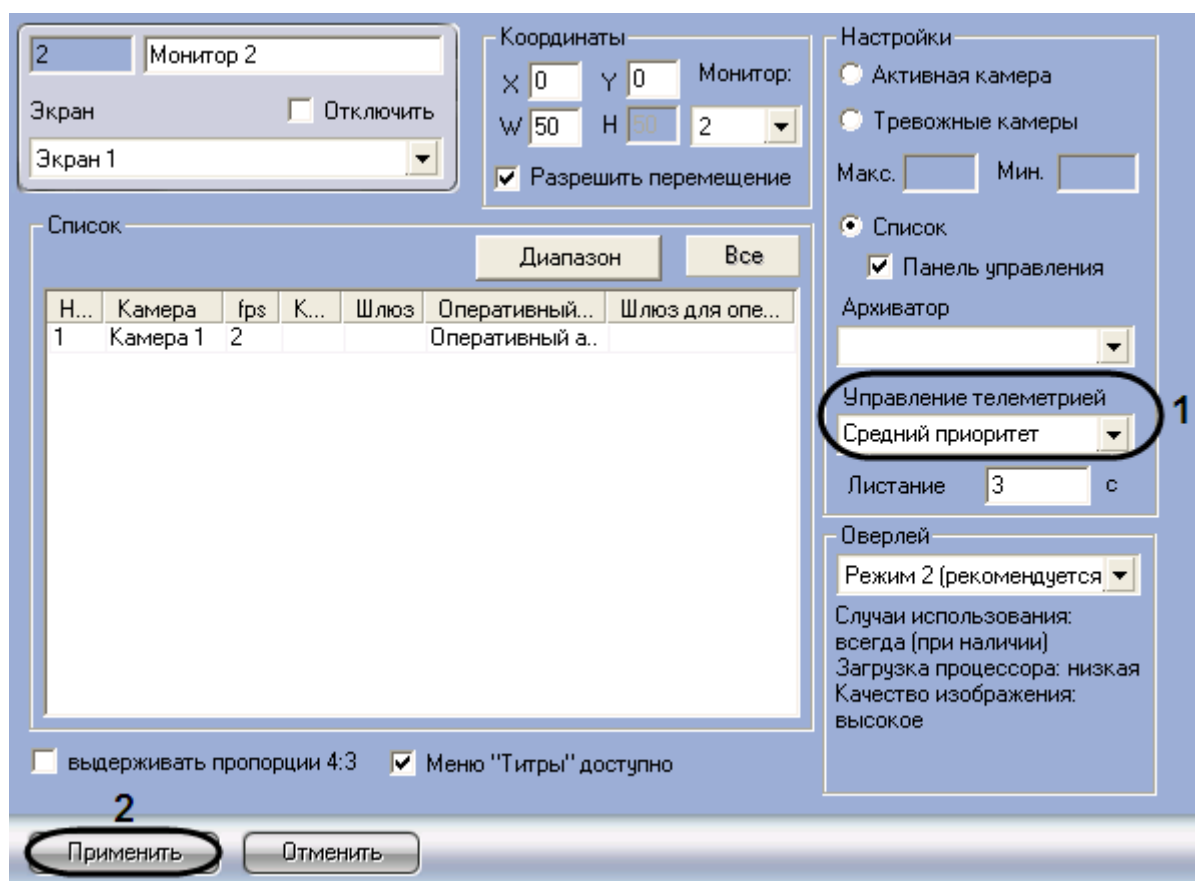 2 Монитор 2
Экран Отключить
Экран 1
Координаты
X 0 Y 0 Монитор:
W 50 H 50 2
Разрешить перемещение
Настройки
Активная камера
Тревожные камеры
Макс. Мин.
Список
Панель управления
Архиватор
Управление телеметрией
Средний приоритет
1
Листание 3 с
Список
Диапазон Все
Н... Камера fps К... Шлюз Оперативный... Шлюз для опе...
1 Камера 1 2 Оперативный а..
Оверлей
Режим 2 (рекомендуется
Случаи использования:
всегда (при наличии)
Загрузка процессора: низкая
Качество изображения:
высокое
выдерживать пропорции 4:3 Меню "Титры" доступно
2
Применить Отменить